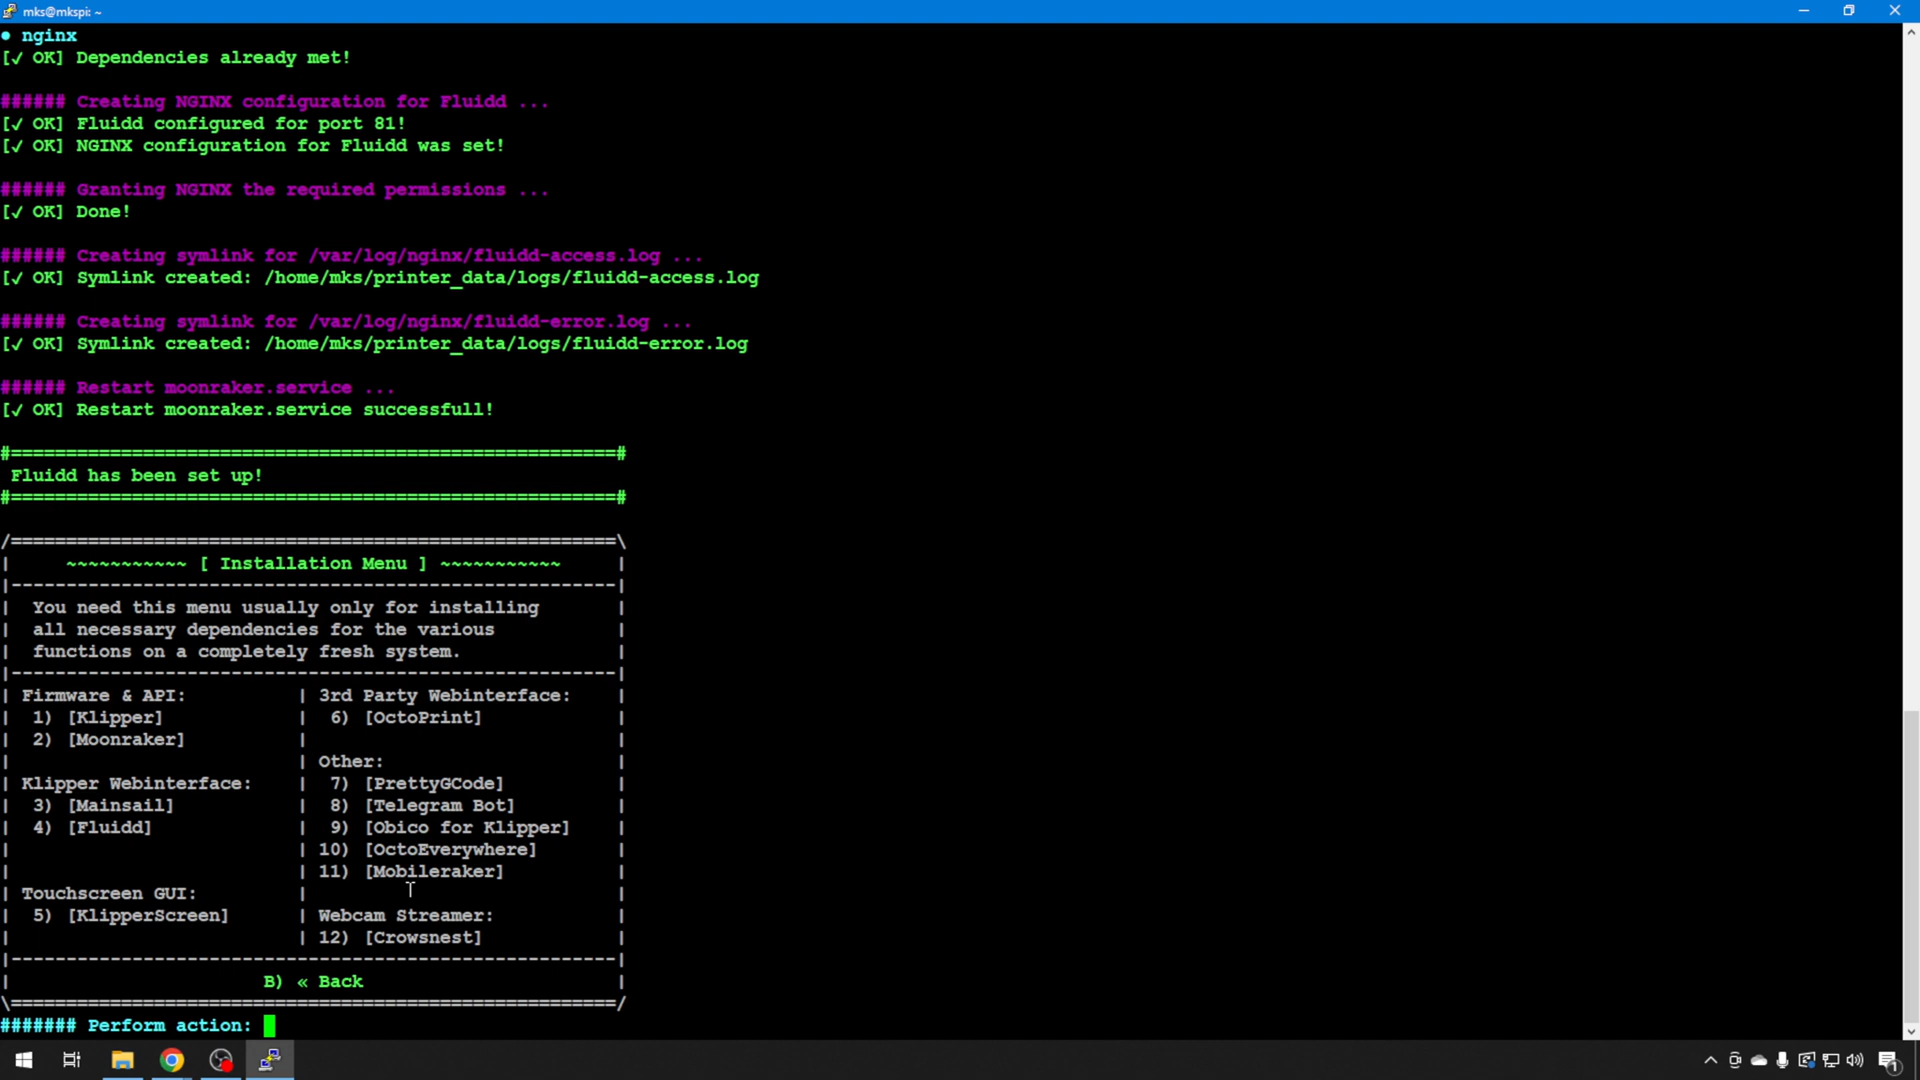 mks@mkspi: ~
● nginx
[✓ OK] Dependencies already met!
###### Creating NGINX configuration for Fluidd ...
[✓ OK] Fluidd configured for port 81!
[✓ OK] NGINX configuration for Fluidd was set!
###### Granting NGINX the required permissions ...
[✓ OK] Done!
###### Creating symlink for /var/log/nginx/fluidd-access.log ...
[✓ OK] Symlink created: /home/mks/printer_data/logs/fluidd-access.log
###### Creating symlink for /var/log/nginx/fluidd-error.log ...
[✓ OK] Symlink created: /home/mks/printer_data/logs/fluidd-error.log
###### Restart moonraker.service ...
[✓ OK] Restart moonraker.service successfull!
#=======================================================#
Fluidd has been set up!
#=======================================================#
/=======================================================\
| ~~~~~~~~~~~ [ Installation Menu ] ~~~~~~~~~~~ |
|-------------------------------------------------------|
| You need this menu usually only for installing |
| all necessary dependencies for the various |
| functions on a completely fresh system. |
|-------------------------------------------------------|
| Firmware & API: | 3rd Party Webinterface: |
| 1) [Klipper] | 6) [OctoPrint] |
| 2) [Moonraker] | |
| | Other: |
| Klipper Webinterface: | 7) [PrettyGCode] |
| 3) [Mainsail] | 8) [Telegram Bot] |
| 4) [Fluidd] | 9) [Obico for Klipper] |
| | 10) [OctoEverywhere] |
| | 11) [Mobileraker] |
| Touchscreen GUI: | |
| 5) [KlipperScreen] | Webcam Streamer: |
| | 12) [Crowsnest] |
|-------------------------------------------------------|
| B) « Back |
\=======================================================/
####### Perform action:
1